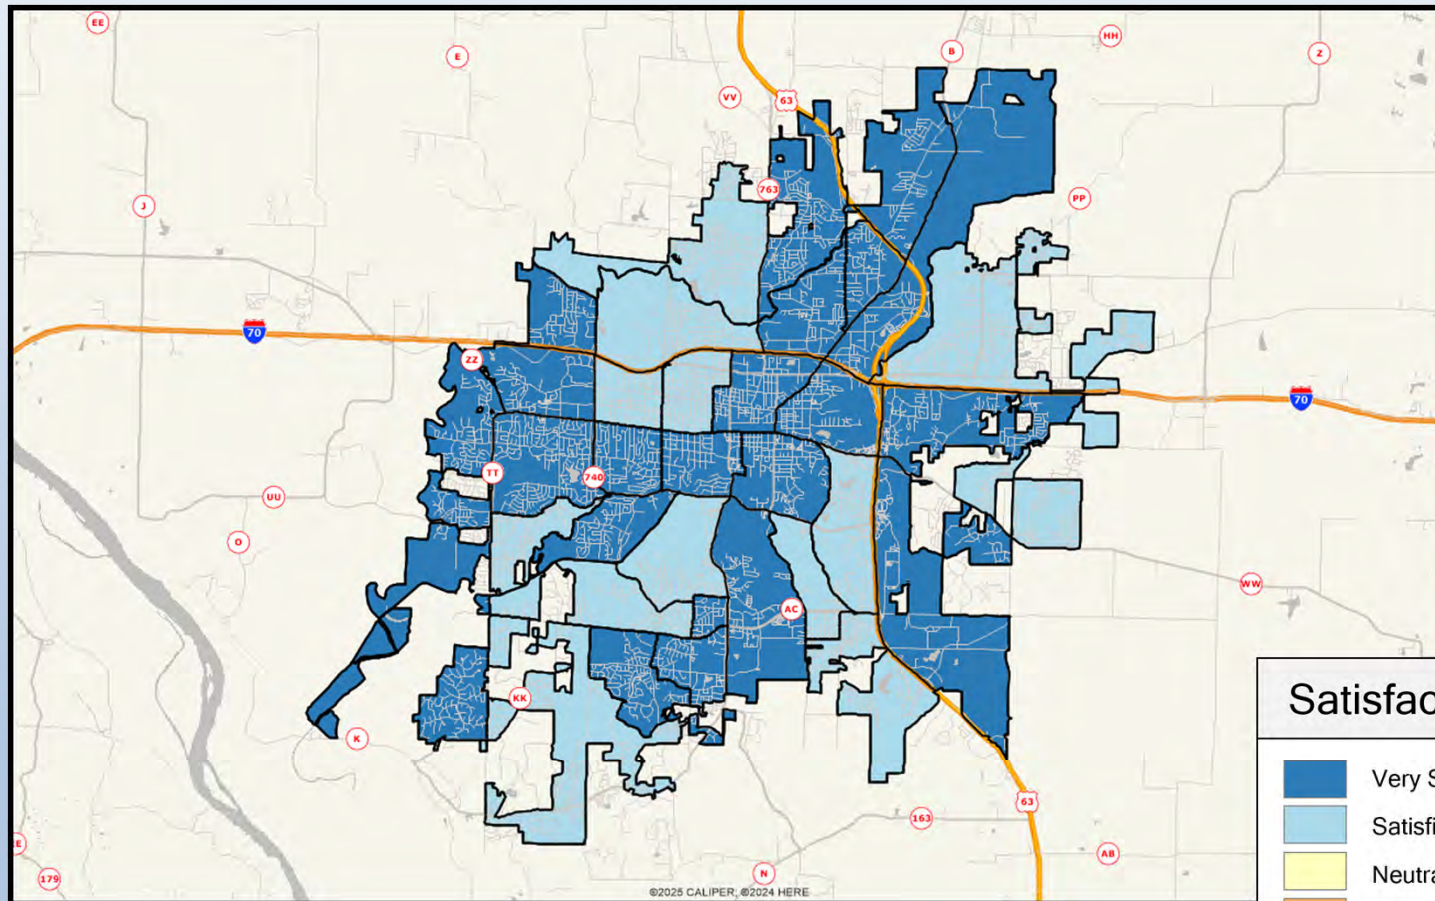 EE
E
B
HH
Z
VV
63
763
PP
J
70
ZZ
70
TT
740
UU
O
WW
AC
KK
K
63
163
AB
N
179
©2025 CALIPER; ©2024 HERE
Satisfac
Very S
Satisfi
Neutra